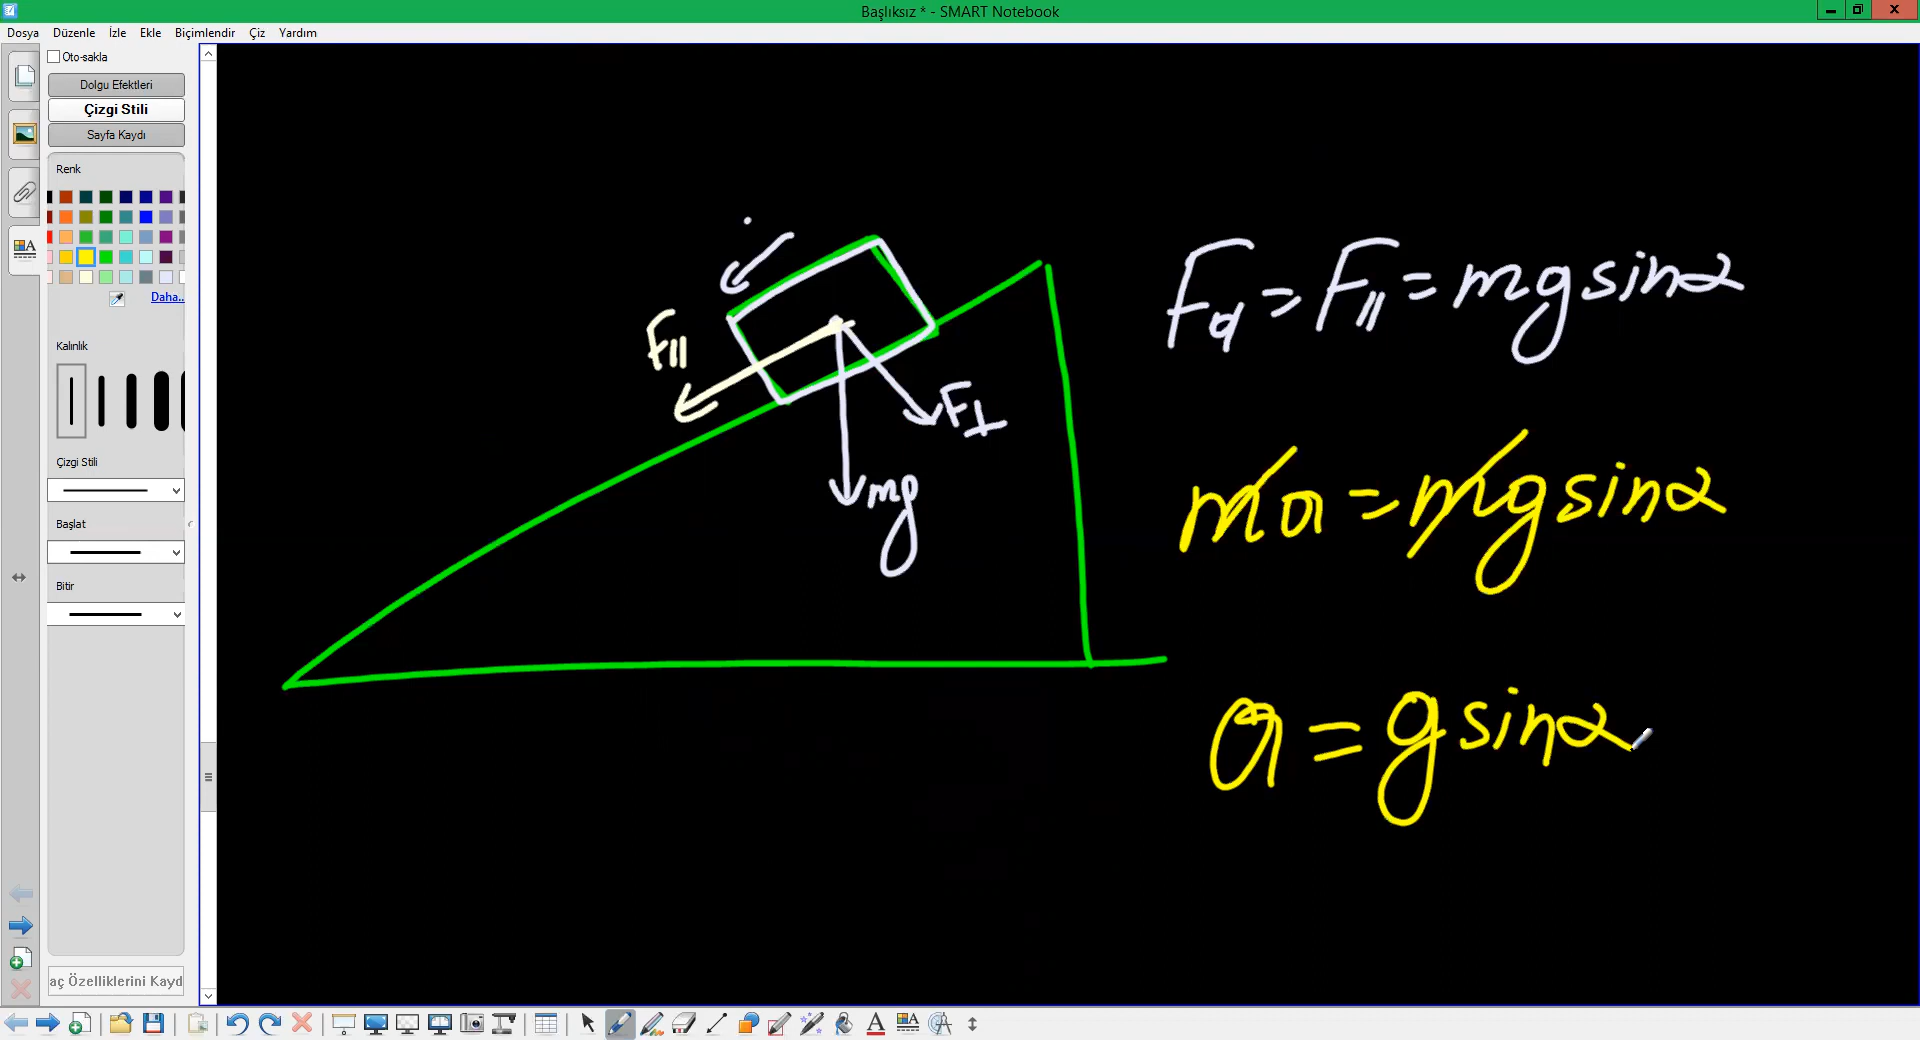 Başlıksız * - SMART Notebook
Dosya Düzenle İzle Ekle Biçimlendir Çiz Yardım
Oto-sakla
Dolgu Efektleri
Çizgi Stili
Sayfa Kaydı
Renk
Daha..
Kalınlık
Çizgi Stili
Başlat
Bitir
aç Özelliklerini Kayd
F||
F⊥
mg
F = F|| = mgsinα
ma = mgsinα
a = gsinα